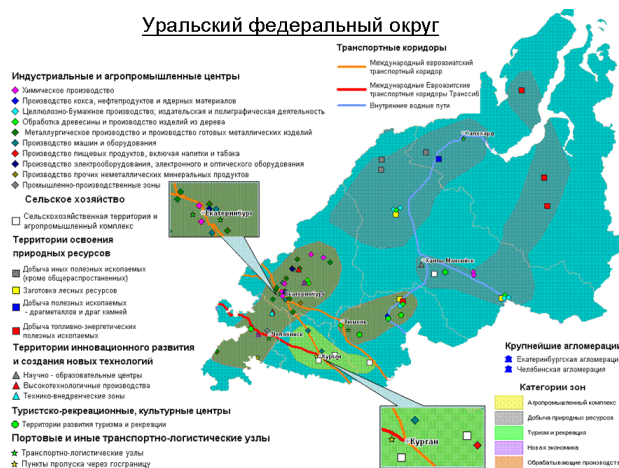 Уральский федеральный округ
Транспортные коридоры
Международный евроазиатский
транспортный коридор
Международные Евроазитские
транспортные коридоры Транссиб
Внутренние водные пути
Индустриальные и агропромышленные центры
Химическое производство
Производство кокса, нефтепродуктов и ядерных материалов
Целлюлозно-бумажное производство; издательская и полиграфическая деятельность
Обработка древесины и производство изделий из дерева
Металлургическое производство и производство готовых металлических изделий
Производство машин и оборудования
Производство пищевых продуктов, включая напитки и табака
Производство электрооборудования, электронного и оптического оборудования
Производство прочих неметаллических минеральных продуктов
Промышленно-производственные зоны
Сельское хозяйство
Сельскохозяйственная территория и
агропромышленный комплекс
Территории освоения
природных ресурсов
Добыча иных полезных ископаемых
(кроме общераспростаненных)
Заготовка лесных ресурсов
Добыча полезных ископаемых
- драгметаллов и драг камней
Добыча топливно-энергетических
полезных ископаемых
Территории инновационного развития
и создания новых технологий
Научно - образовательные центры
Высокотехнологичные производства
Технико-внедренческие зоны
Туристско-рекреационные, культурные центры
Территории развития туризма и рекреации
Портовые и иные транспортно-логистические узлы
Транспортно-логистические узлы
Пункты пропуска через госграницу
Екатеринбург
Салехард
Ханты-Мансийск
Екатеринбург
Тюмень
Челябинск
Курган
Курган
Крупнейшие агломерации
Екатеринбургская агломерация
Челябинская агломерация
Категории зон
Агропромышленный комплекс
Добыча природных ресурсов
Туризм и рекреация
Новая экономика
Обрабатывающие производств